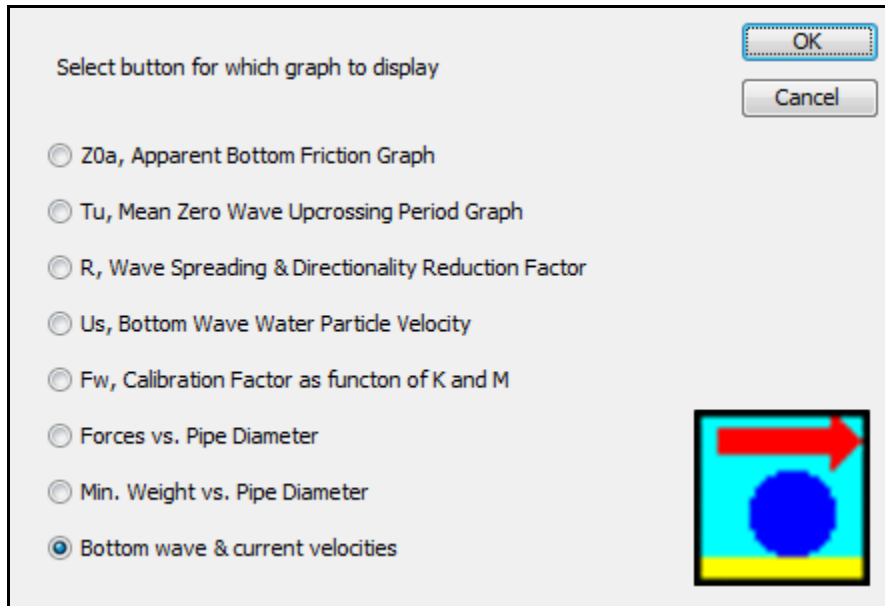 Select button for which graph to display
OK
Cancel
Z0a, Apparent Bottom Friction Graph
Tu, Mean Zero Wave Upcrossing Period Graph
R, Wave Spreading & Directionality Reduction Factor
Us, Bottom Wave Water Particle Velocity
Fw, Calibration Factor as functon of K and M
Forces vs. Pipe Diameter
Min. Weight vs. Pipe Diameter
Bottom wave & current velocities